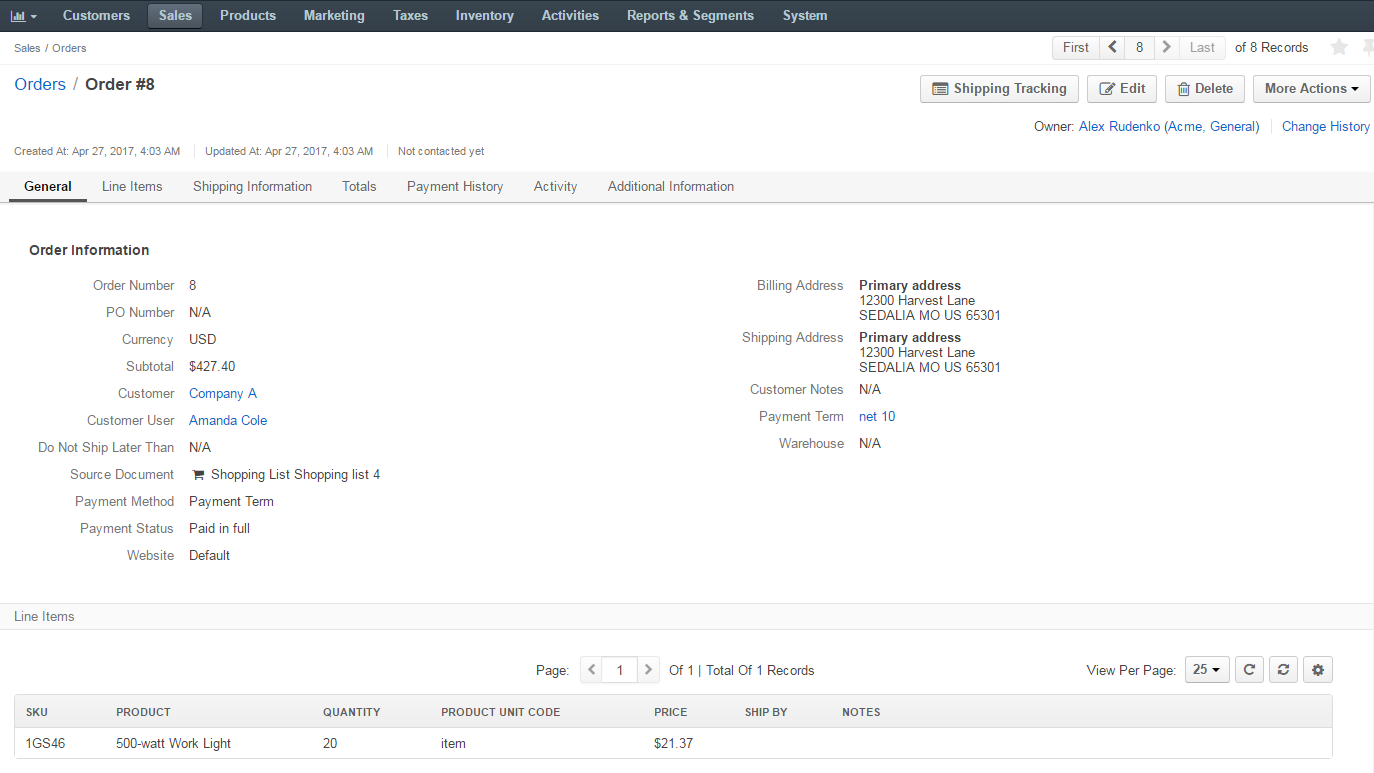 Customers Sales Products Marketing Taxes Inventory Activities Reports & Segments System
Sales / Orders
First 8 Last of 8 Records
Orders / Order #8
Shipping Tracking Edit Delete More Actions
Owner: Alex Rudenko (Acme, General) Change History
Created At: Apr 27, 2017, 4:03 AM Updated At: Apr 27, 2017, 4:03 AM Not contacted yet
General Line Items Shipping Information Totals Payment History Activity Additional Information
Order Information
Order Number 8
PO Number N/A
Currency USD
Subtotal $427.40
Customer Company A
Customer User Amanda Cole
Do Not Ship Later Than N/A
Source Document Shopping List Shopping list 4
Payment Method Payment Term
Payment Status Paid in full
Website Default
Billing Address Primary address
12300 Harvest Lane
SEDALIA MO US 65301
Shipping Address Primary address
12300 Harvest Lane
SEDALIA MO US 65301
Customer Notes N/A
Payment Term net 10
Warehouse N/A
Line Items
Page: 1 Of 1 | Total Of 1 Records View Per Page: 25
SKU PRODUCT QUANTITY PRODUCT UNIT CODE PRICE SHIP BY NOTES
1GS46 500-watt Work Light 20 item $21.37